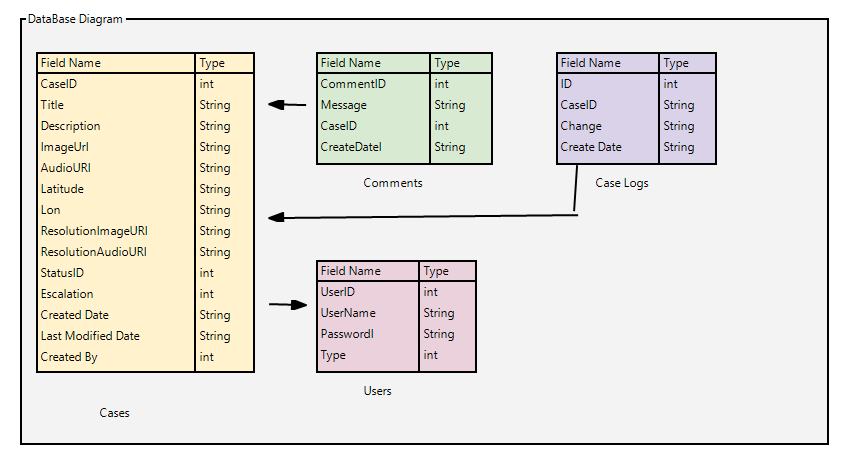 DataBase Diagram
Field Name Type
CaseID int
Title String
Description String
ImageUrl String
AudioURI String
Latitude String
Lon String
ResolutionImageURI String
ResolutionAudioURI String
StatusID int
Escalation int
Created Date String
Last Modified Date String
Created By int
Cases
Field Name Type
CommentID int
Message String
CaseID int
CreateDatel String
Comments
Field Name Type
ID int
CaseID String
Change String
Create Date String
Case Logs
Field Name Type
UserID int
UserName String
Passwordl String
Type int
Users